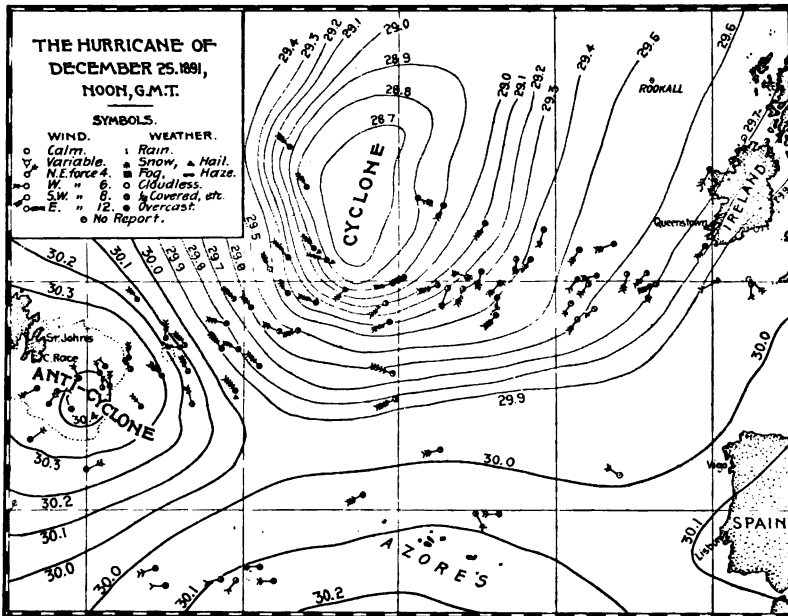 THE HURRICANE OF
DECEMBER 25.1891,
NOON, G.M.T.
SYMBOLS.
WIND. WEATHER.
Calm. Rain.
Variable. Snow, Hail.
N.E. force 4. Fog, Haze.
W. " 6. Cloudless.
S.W. " 8. ½ Covered, etc.
E. " 12. Overcast.
No Report.
29.4
29.3
29.2
29.1
29.0
28.9
28.8
28.7
CYCLONE
29.0
29.1
29.2
29.3
29.4
29.6
29.6
29.7
ROCKALL
IRELAND
Queenstown
30.2
30.1
30.0
29.9
29.8
29.7
29.6
29.5
30.3
St. Johns
C. Race
ANTI-CYCLONE
30.4
30.3
30.2
30.1
30.0
29.9
30.0
30.0
Vigo
SPAIN
Lisbon
30.1
AZORES
30.1
30.2